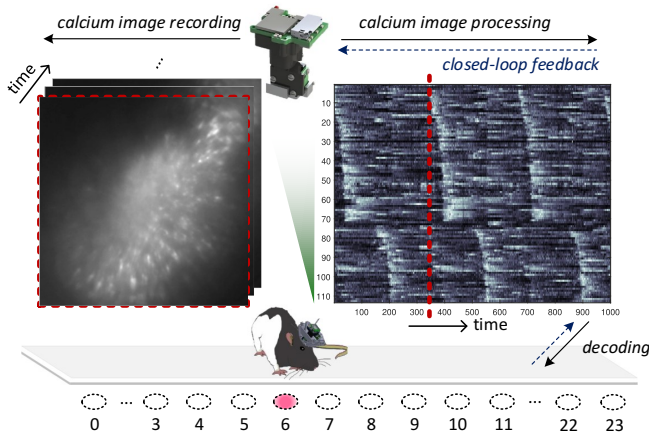 calcium image recording
calcium image processing
closed-loop feedback
time
...
10
20
30
40
50
60
70
80
90
100
110
100 200 300 400 500 600 700 800 900 1000
time
decoding
0 ... 3 4 5 6 7 8 9 10 11 ... 22 23